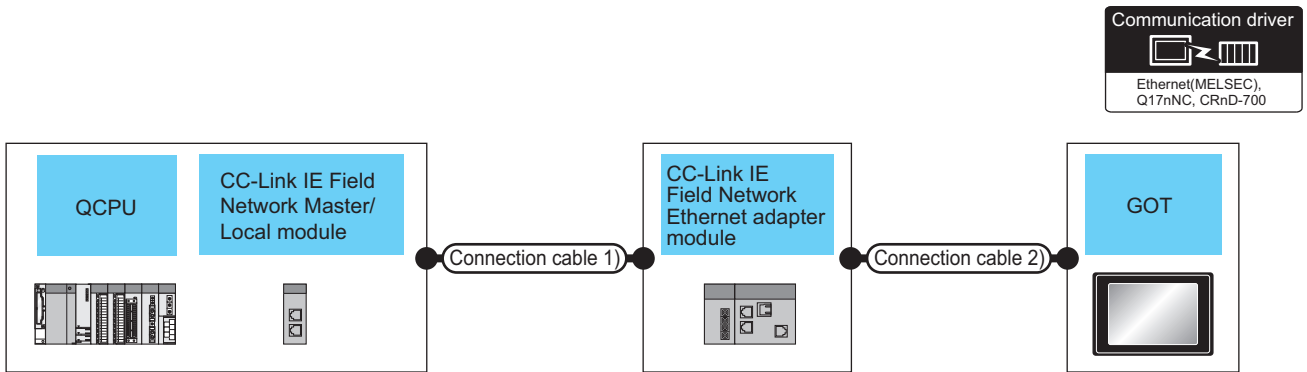 Communication driver
Ethernet(MELSEC),
Q17nNC, CRnD-700
QCPU
CC-Link IE Field
Network Master/
Local module
Connection cable 1)
CC-Link IE
Field Network
Ethernet adapter
module
Connection cable 2)
GOT